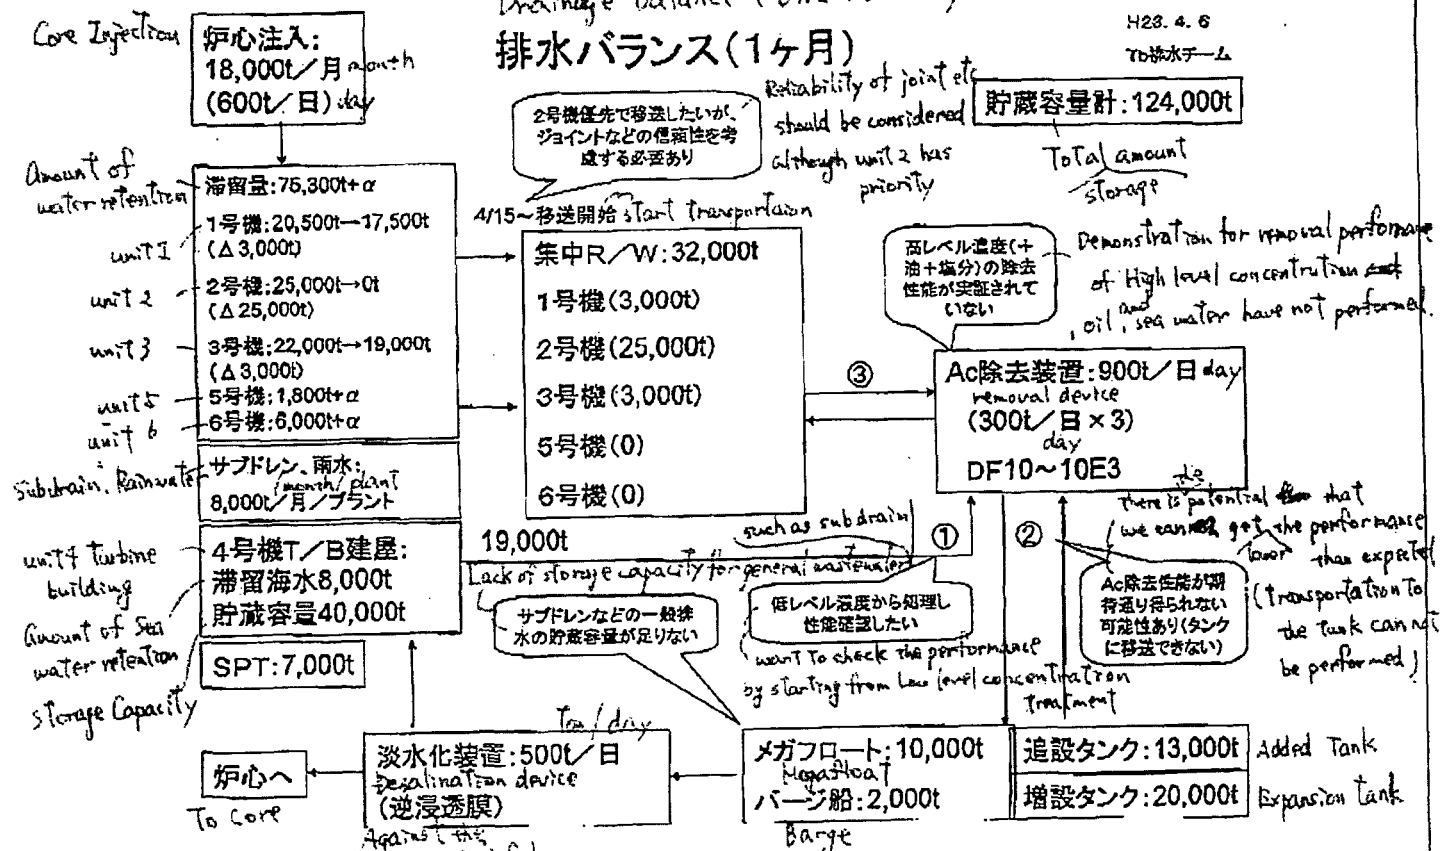 Drainage balance (
排水バランス(1ヶ月)
H23. 4. 6
排水チーム
Core Injection
炉心注入:
18,000t/月 month
(600t/日) day
2号機優先で移送したいが、
ジョイントなどの信頼性を考
慮する必要あり
Reliability of joint etc
should be considered
although unit 2 has
priority
貯蔵容量計:124,000t
Total amount
storage
Amount of
water retention
滞留量:75,300t+α
unit 1
1号機:20,500t→17,500t
(Δ3,000t)
unit 2
2号機:25,000t→0t
(Δ25,000t)
unit 3
3号機:22,000t→19,000t
(Δ3,000t)
unit 5
5号機:1,800t+α
unit 6
6号機:6,000t+α
Subdrain, Rainwater
サブドレン、雨水:
/month/plant
8,000t/月/プラント
unit 4 turbine
building
4号機T/B建屋:
滞留海水8,000t
貯蔵容量40,000t
Amount of Sea
water retention
storage Capacity
SPT:7,000t
4/15~移送開始 start transportaion
集中R/W:32,000t
1号機(3,000t)
2号機(25,000t)
3号機(3,000t)
5号機(0)
6号機(0)
高レベル濃度(+
油+塩分)の除去
性能が実証されて
いない
Demonstration for removal performance
of High level concentration
, oil, and sea water have not performed.
③
Ac除去装置:900t/日 day
removal device
(300t/日×3)
day
DF10~10E3
19,000t
such as subdrain
①
②
Lack of storage capacity for general wastewater
サブドレンなどの一般排
水の貯蔵容量が足りない
低レベル濃度から処理し
性能確認したい
want to check the performance
by starting from low level concentration
treatment
there is the potential that
we can get the performance
lower than expected
(transportation to
the tank cannot
be performed)
Ac除去性能が期
待通り得られない
可能性あり(タンク
に移送できない)
炉心へ
To Core
ton/day
淡水化装置:500t/日
Desalination device
(逆浸透膜)
Against the
メガフロート:10,000t
Megafloat
バージ船:2,000t
Barge
追設タンク:13,000t
Added Tank
増設タンク:20,000t
Expansion Tank